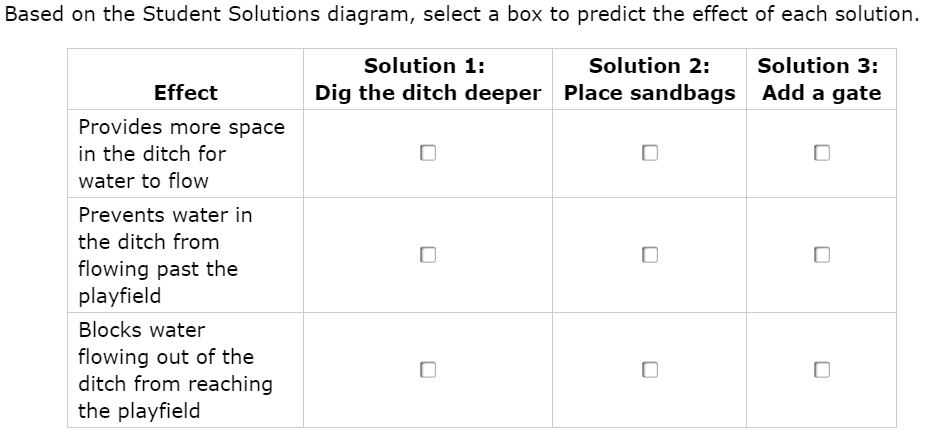 Based on the Student Solutions diagram, select a box to predict the effect of each solution.
Effect
Solution 1:
Dig the ditch deeper
Solution 2:
Place sandbags
Solution 3:
Add a gate
Provides more space
in the ditch for
water to flow
Prevents water in
the ditch from
flowing past the
playfield
Blocks water
flowing out of the
ditch from reaching
the playfield